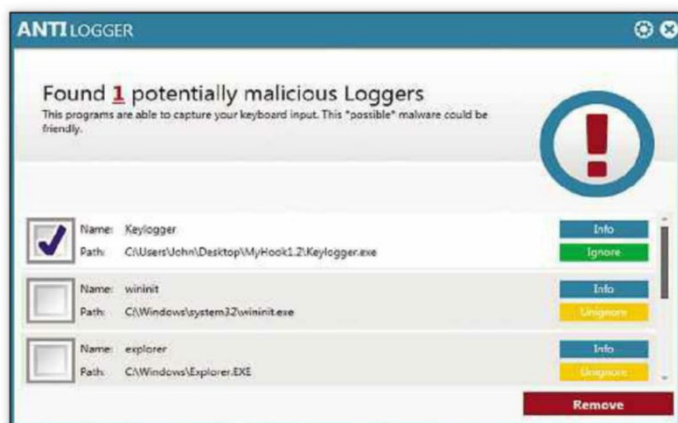 ANTI LOGGER
Found 1 potentially malicious Loggers
This programs are able to capture your keyboard input. This "possible" malware could be
friendly.
!
Name: Keylogger
Info
Path: C:\Users\John\Desktop\MyHook1.2\Keylogger.exe
Ignore
Name: wininit
Info
Path: C:\Windows\system32\wininit.exe
Unignore
Name: explorer
Info
Path: C:\Windows\Explorer.EXE
Unignore
Remove